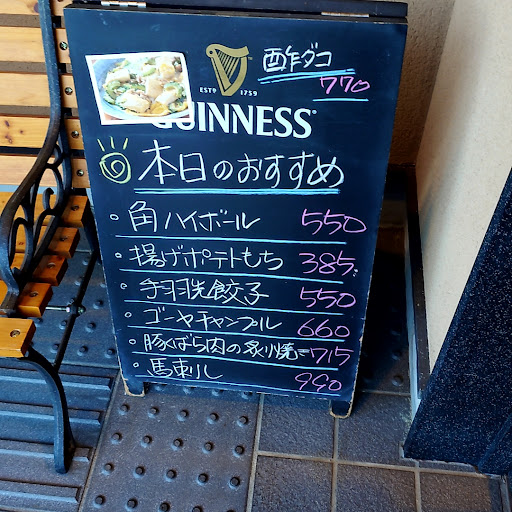 酢ダコ
770
ESTD 1759
GUINNESS
本日のおすすめ
・角ハイボール 550
・揚げポテトもち 385
・手羽先餃子 550
・ゴーヤチャンプル 660
・豚ばら肉の炙り焼き 715
・馬刺し 990